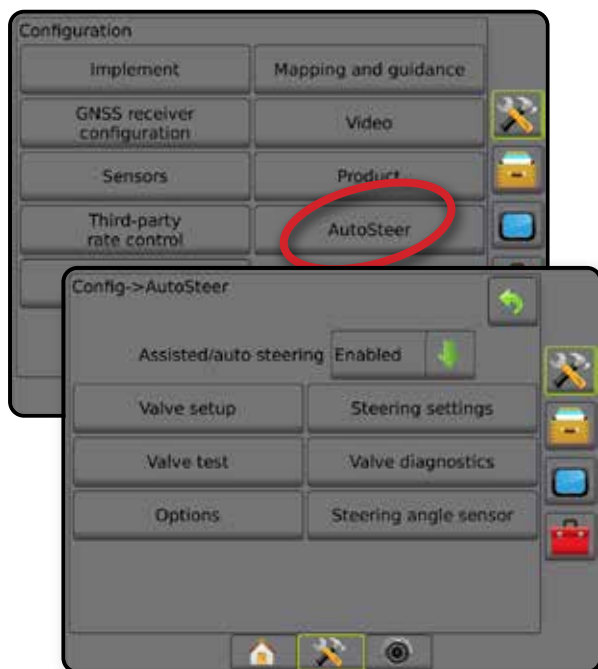 Configuration
Implement
Mapping and guidance
GNSS receiver
configuration
Video
Sensors
Product
Third-party
rate control
AutoSteer
Config->AutoSteer
Assisted/auto steering
Enabled
Valve setup
Steering settings
Valve test
Valve diagnostics
Options
Steering angle sensor